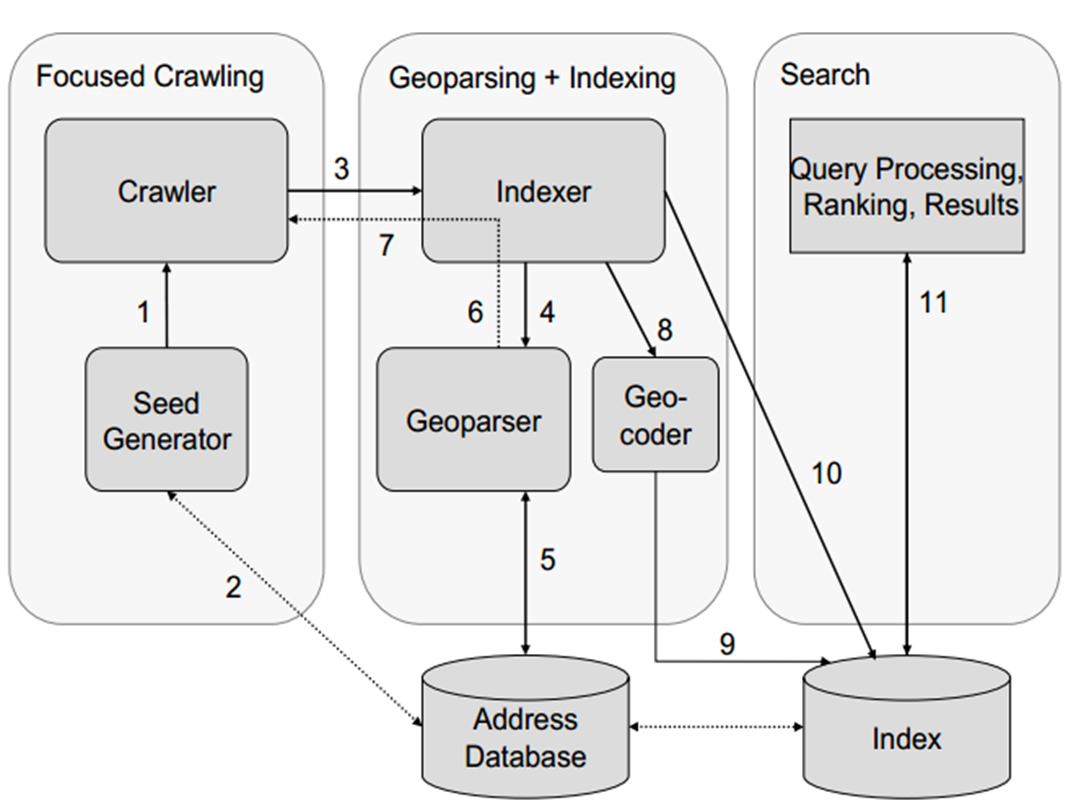 Focused Crawling
Geoparsing + Indexing
Search
Crawler
3
Indexer
Query Processing,
Ranking, Results
7
1
6
4
8
11
Seed
Generator
Geoparser
Geo-
coder
10
2
5
9
Address
Database
Index